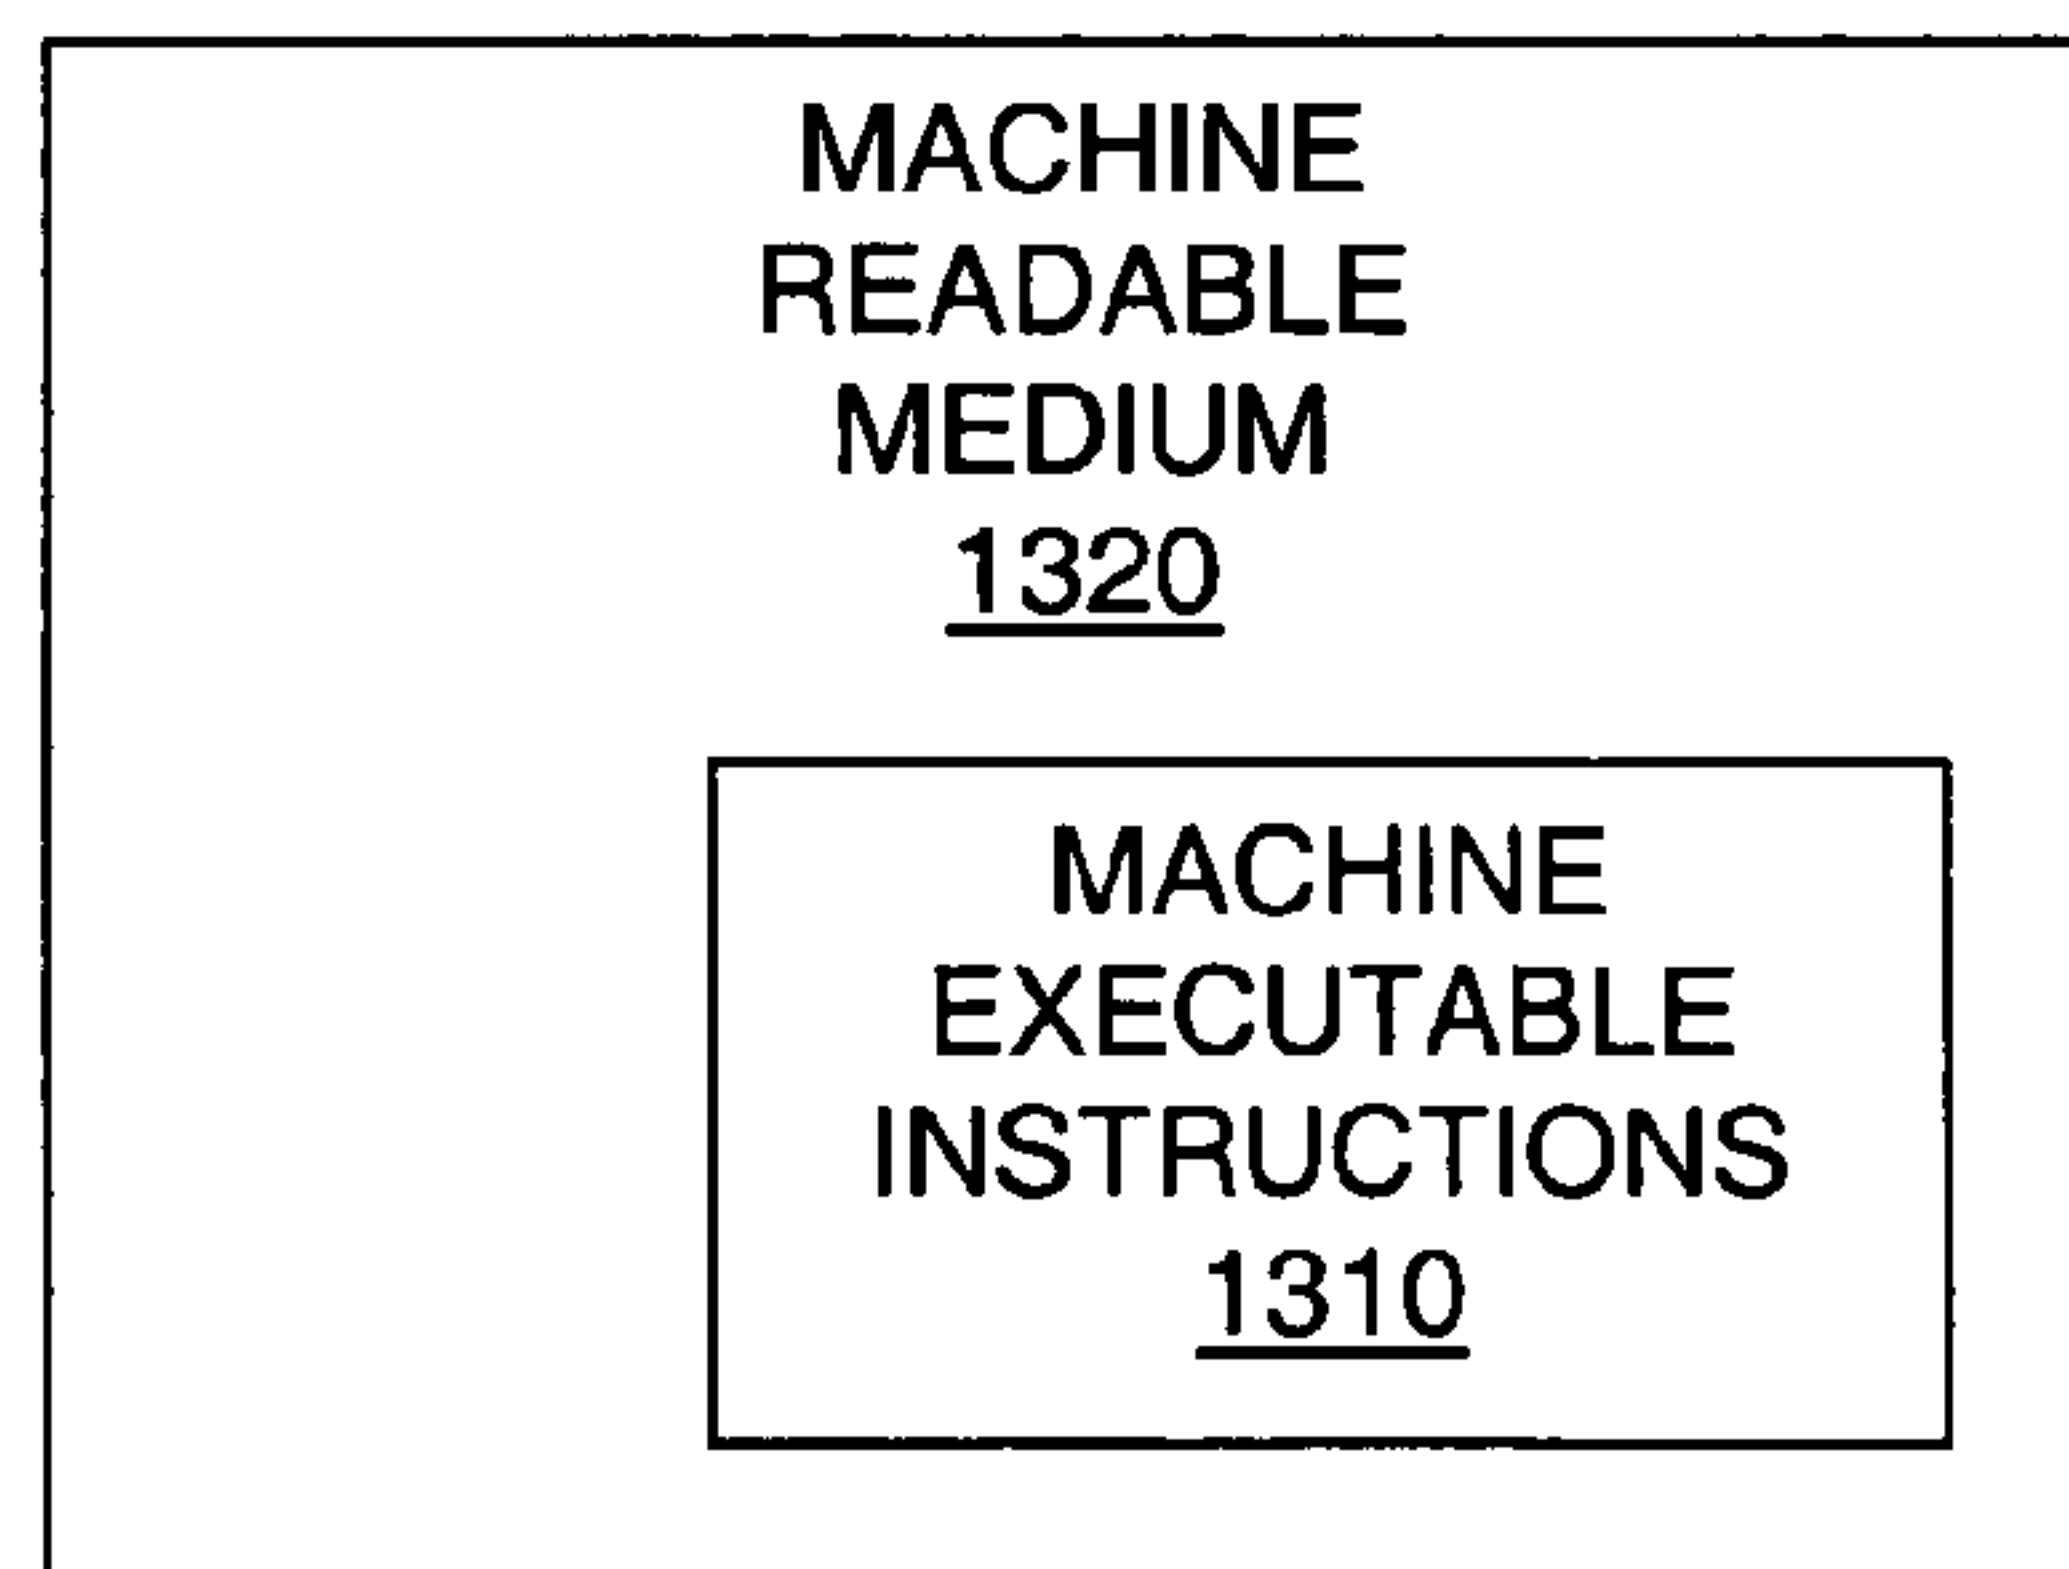 MACHINE
READABLE
MEDIUM
1320
MACHINE
EXECUTABLE
INSTRUCTIONS
1310